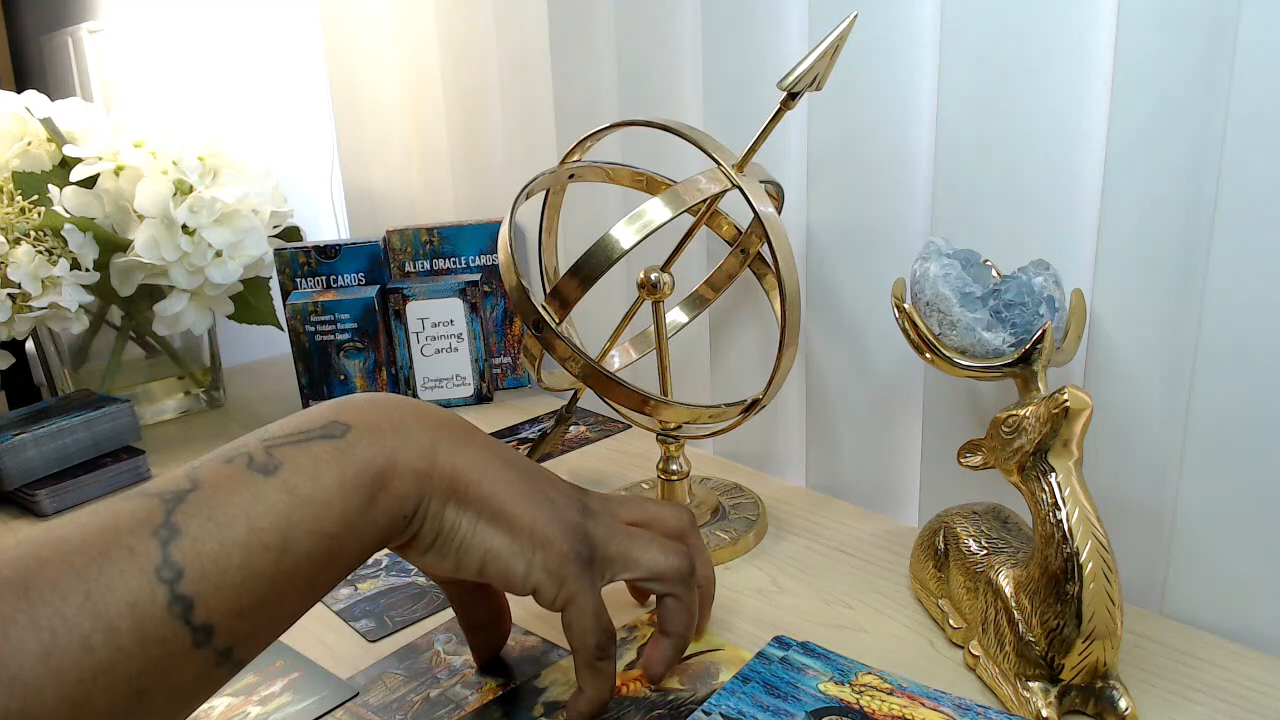 TAROT CARDS
ALIEN ORACLE CARDS
Answers From
The Hidden Realms
(Oracle Deck)
Tarot
Training
Cards
Designed By
Sophia Charles